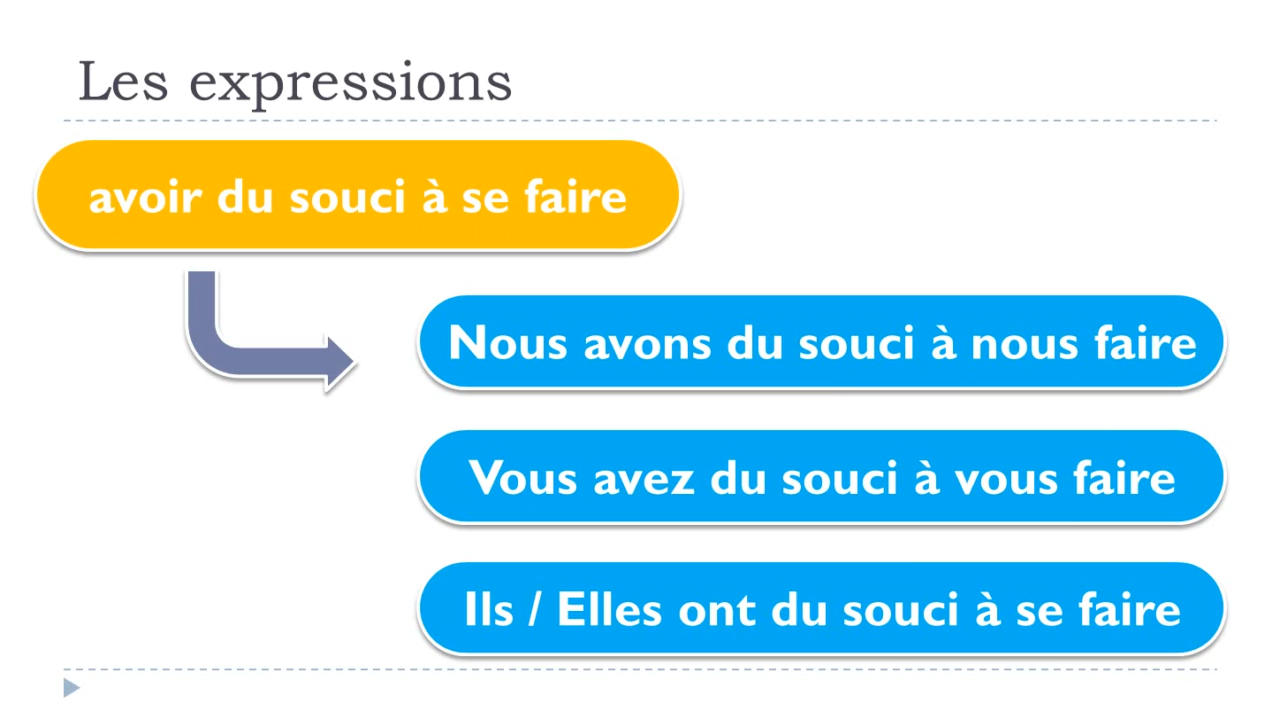 Les expressions
avoir du souci à se faire
Nous avons du souci à nous faire
Vous avez du souci à vous faire
Ils / Elles ont du souci à se faire